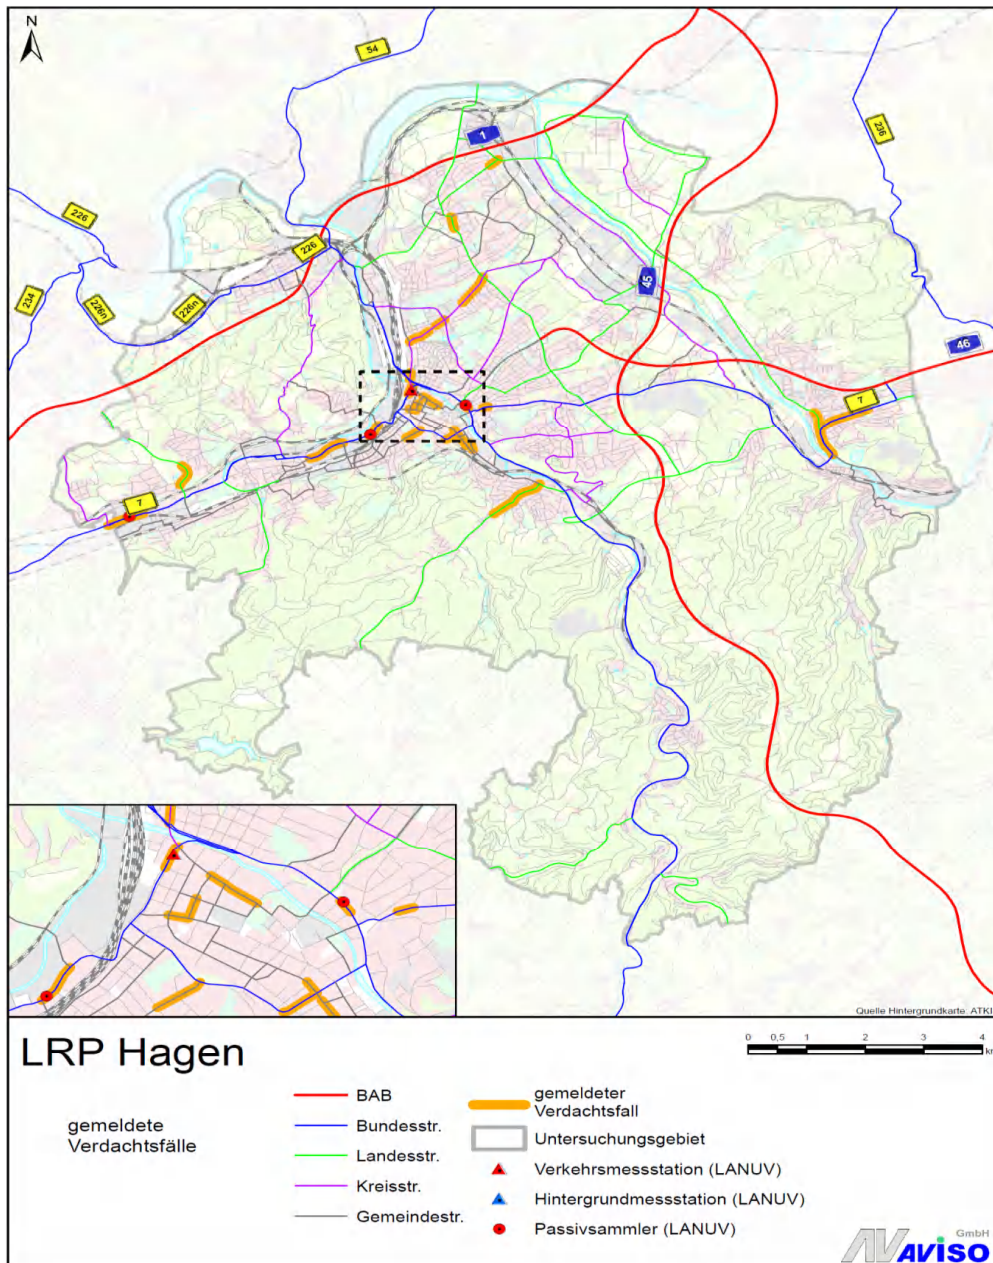 N
54
1
236
226
226
234
226n
226n
45
46
7
7
Quelle Hintergrundkarte: ATKI
LRP Hagen
0 0,5 1 2 3 4
km
gemeldete
Verdachtsfälle
BAB
Bundesstr.
Landesstr.
Kreisstr.
Gemeindestr.
gemeldeter
Verdachtsfall
Untersuchungsgebiet
Verkehrsmessstation (LANUV)
Hintergrundmessstation (LANUV)
Passivsammler (LANUV)
GmbH
AVISO